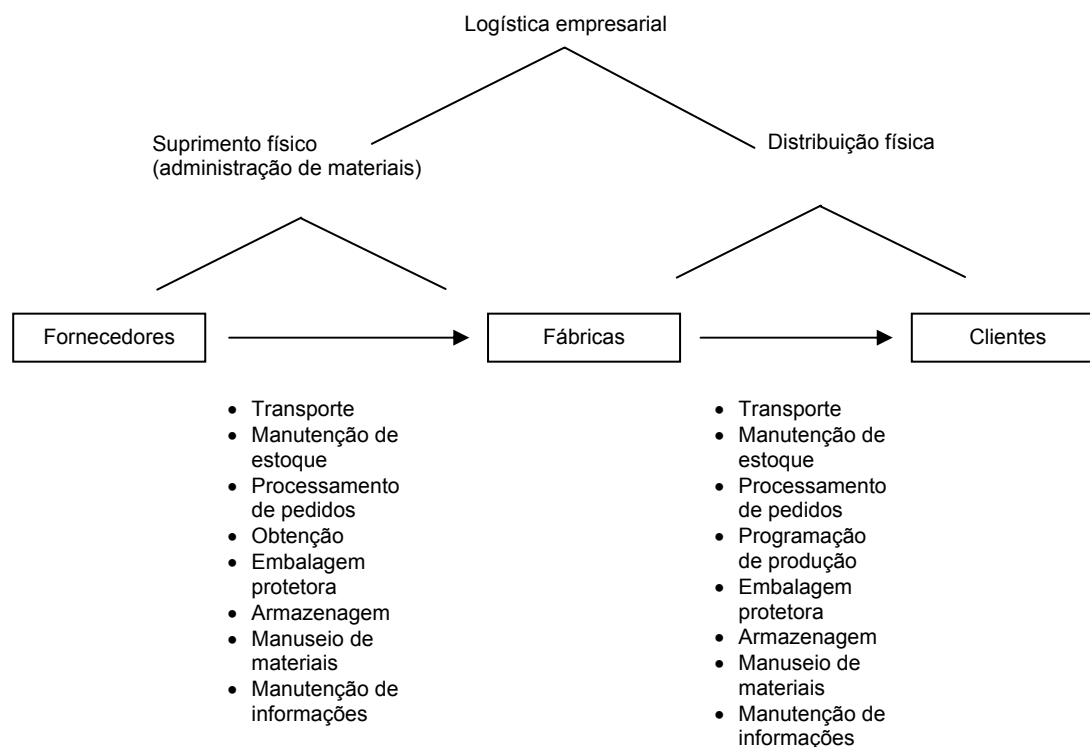 Logística empresarial
Suprimento físico
(administração de materiais)
Distribuição física
Fornecedores
Fábricas
Clientes
• Transporte
• Manutenção de
estoque
• Processamento
de pedidos
• Obtenção
• Embalagem
protetora
• Armazenagem
• Manuseio de
materiais
• Manutenção de
informações
• Transporte
• Manutenção de
estoque
• Processamento
de pedidos
• Programação
de produção
• Embalagem
protetora
• Armazenagem
• Manuseio de
materiais
• Manutenção de
informações